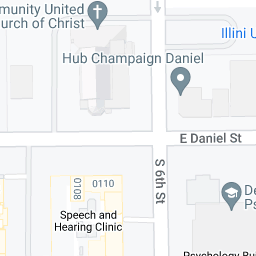 mmunity United
urch of Christ
Illini U
Hub Champaign Daniel
E Daniel St
S 6th St
0108
0110
De
Ps
Speech and
Hearing Clinic
Psychology Bu